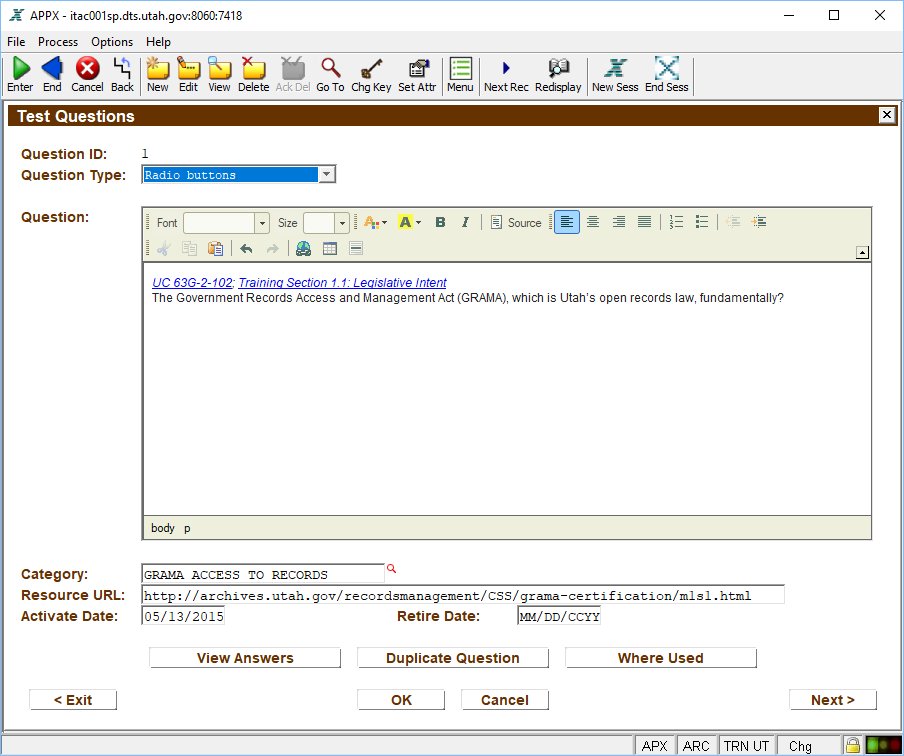 APPX - itac001sp.dts.utah.gov:8060:7418
File Process Options Help
Enter End Cancel Back New Edit View Delete Ack Del Go To Chg Key Set Attr Menu Next Rec Redisplay New Sess End Sess
Test Questions
Question ID: 1
Question Type: Radio buttons
Question:
Font Size A A B I Source
UC 63G-2-102; Training Section 1.1: Legislative Intent
The Government Records Access and Management Act (GRAMA), which is Utah's open records law, fundamentally?
body p
Category: GRAMA ACCESS TO RECORDS
Resource URL: http://archives.utah.gov/recordsmanagement/CSS/grama-certification/m1s1.html
Activate Date: 05/13/2015 Retire Date: MM/DD/CCYY
View Answers Duplicate Question Where Used
< Exit OK Cancel Next >
APX ARC TRN UT Chg